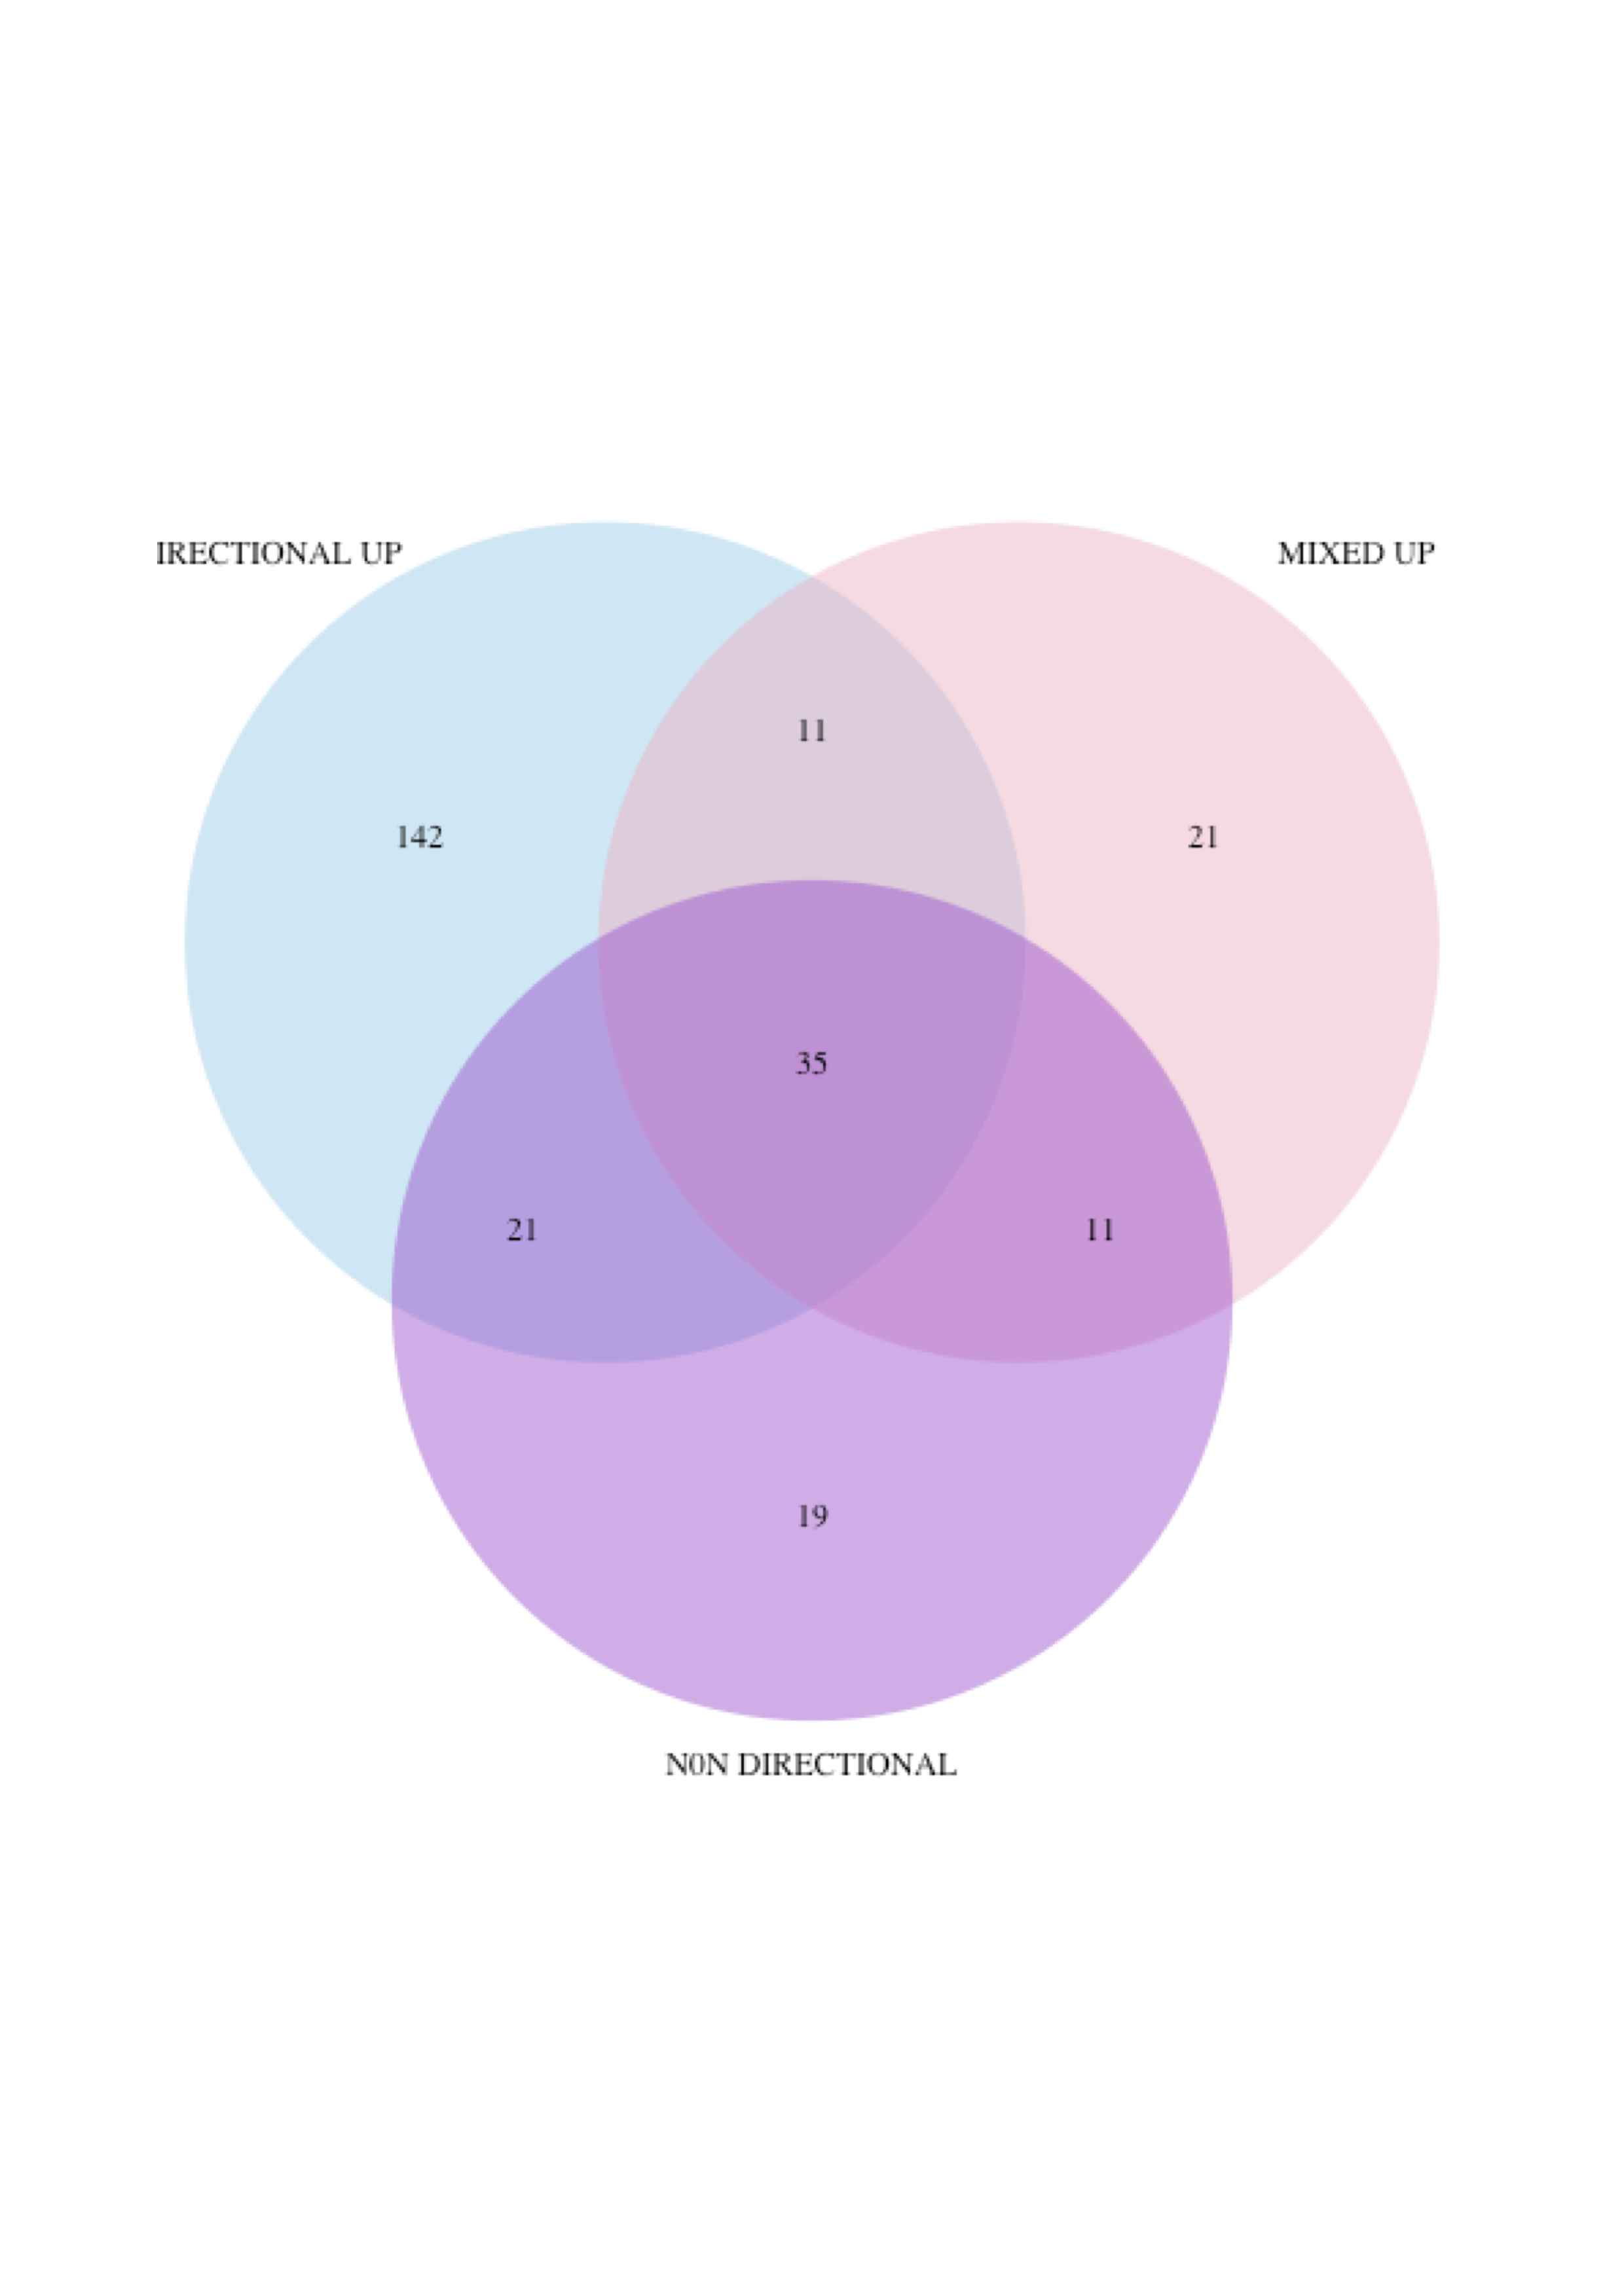 IRECTIONAL UP
MIXED UP
11
142
21
35
21
11
19
N0N DIRECTIONAL